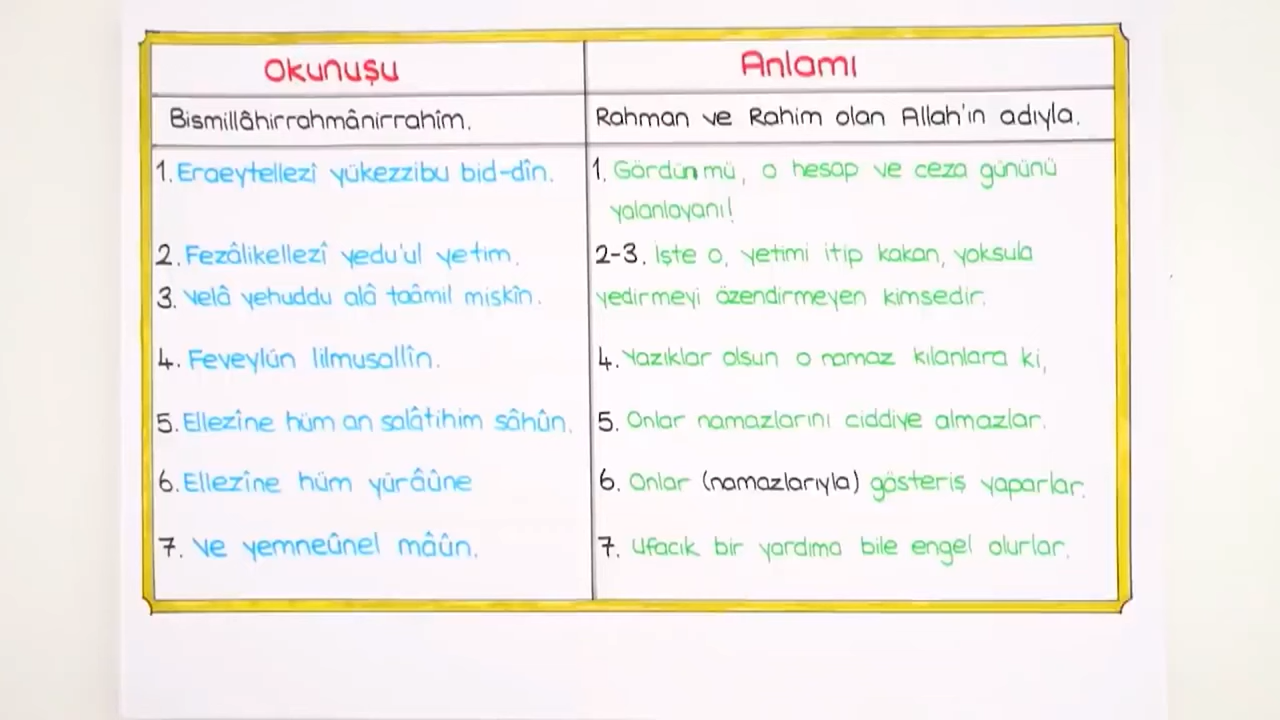 Okunuşu
Anlamı
Bismillâhirrahmânirrahîm.
Rahman ve Rahim olan Allah'ın adıyla.
1. Eraeytellezî yükezzibu bid-dîn.
1. Gördün mü, o hesap ve ceza gününü
yalanlayanı!
2. Fezâlikellezî yedu'ul yetim.
3. Velâ yehuddu alâ taâmil miskîn.
2-3. İşte o, yetimi itip kakan, yoksula
yedirmeyi özendirmeyen kimsedir.
4. Feveylün lilmusallîn.
4. Yazıklar olsun o namaz kılanlara ki,
5. Ellezîne hüm an salâtihim sâhûn.
5. Onlar namazlarını ciddiye almazlar.
6. Ellezîne hüm yürâûne
6. Onlar (namazlarıyla) gösteriş yaparlar.
7. Ve yemneûnel mâûn.
7. Ufacık bir yardıma bile engel olurlar.